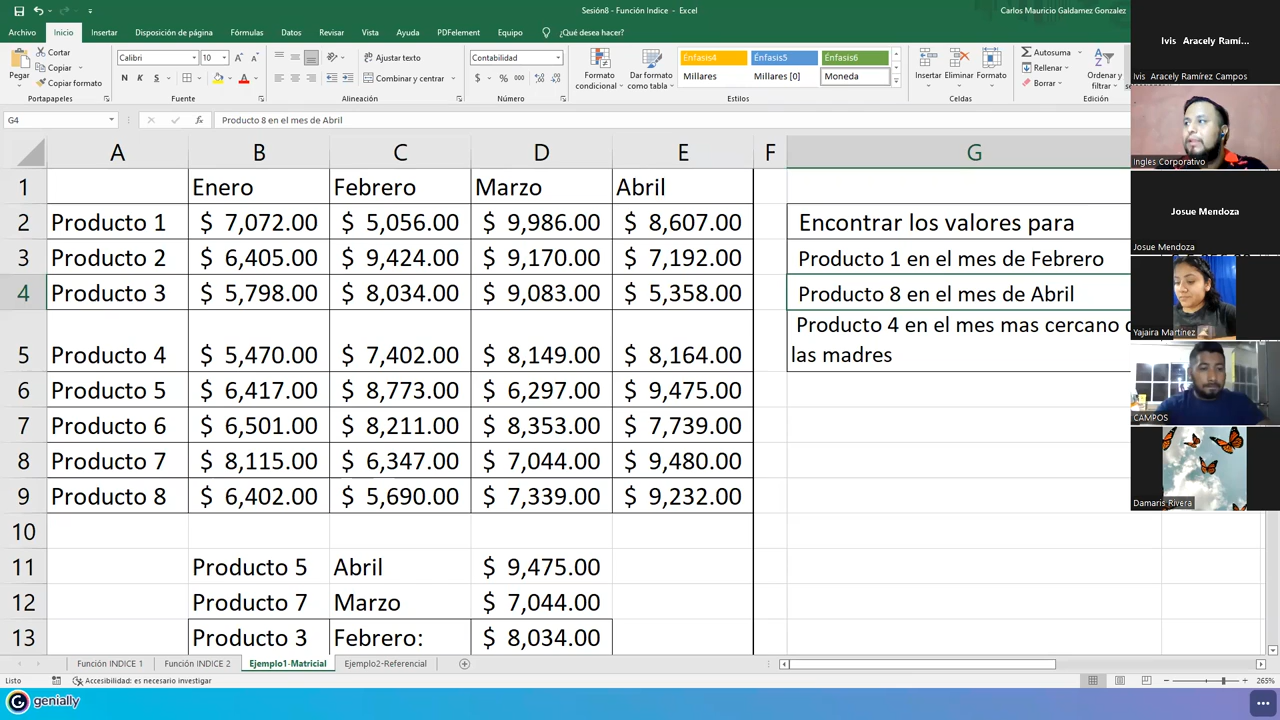 Sesión8 - Función Indice - Excel
Carlos Mauricio Galdamez Gonzalez
Archivo Inicio Insertar Disposición de página Fórmulas Datos Revisar Vista Ayuda PDFelement Equipo ¿Qué desea hacer?
Pegar
Cortar
Copiar
Copiar formato
Portapapeles
Calibri 10
N K S
Fuente
Ajustar texto
Combinar y centrar
Alineación
Contabilidad
$ % 000
Número
Formato condicional
Dar formato como tabla
Énfasis4 Énfasis5 Énfasis6
Millares Millares [0] Moneda
Estilos
Insertar Eliminar Formato
Celdas
Autosuma
Rellenar
Borrar
Ordenar y filtrar
Edición
G4 fx Producto 8 en el mes de Abril
A B C D E F G
1 Enero Febrero Marzo Abril
2 Producto 1 $ 7,072.00 $ 5,056.00 $ 9,986.00 $ 8,607.00 Encontrar los valores para
3 Producto 2 $ 6,405.00 $ 9,424.00 $ 9,170.00 $ 7,192.00 Producto 1 en el mes de Febrero
4 Producto 3 $ 5,798.00 $ 8,034.00 $ 9,083.00 $ 5,358.00 Producto 8 en el mes de Abril
Producto 4 en el mes mas cercano
5 Producto 4 $ 5,470.00 $ 7,402.00 $ 8,149.00 $ 8,164.00 las madres
6 Producto 5 $ 6,417.00 $ 8,773.00 $ 6,297.00 $ 9,475.00
7 Producto 6 $ 6,501.00 $ 8,211.00 $ 8,353.00 $ 7,739.00
8 Producto 7 $ 8,115.00 $ 6,347.00 $ 7,044.00 $ 9,480.00
9 Producto 8 $ 6,402.00 $ 5,690.00 $ 7,339.00 $ 9,232.00
10
11 Producto 5 Abril $ 9,475.00
12 Producto 7 Marzo $ 7,044.00
13 Producto 3 Febrero: $ 8,034.00
Función INDICE 1 Función INDICE 2 Ejemplo1-Matricial Ejemplo2-Referencial
Listo Accesibilidad: es necesario investigar
265%
genially
Ivis Aracely Ramí...
Ivis Aracely Ramírez Campos
Ingles Corporativo
Josue Mendoza
Josue Mendoza
Yajaira Martínez
CAMPOS
Damaris Rivera